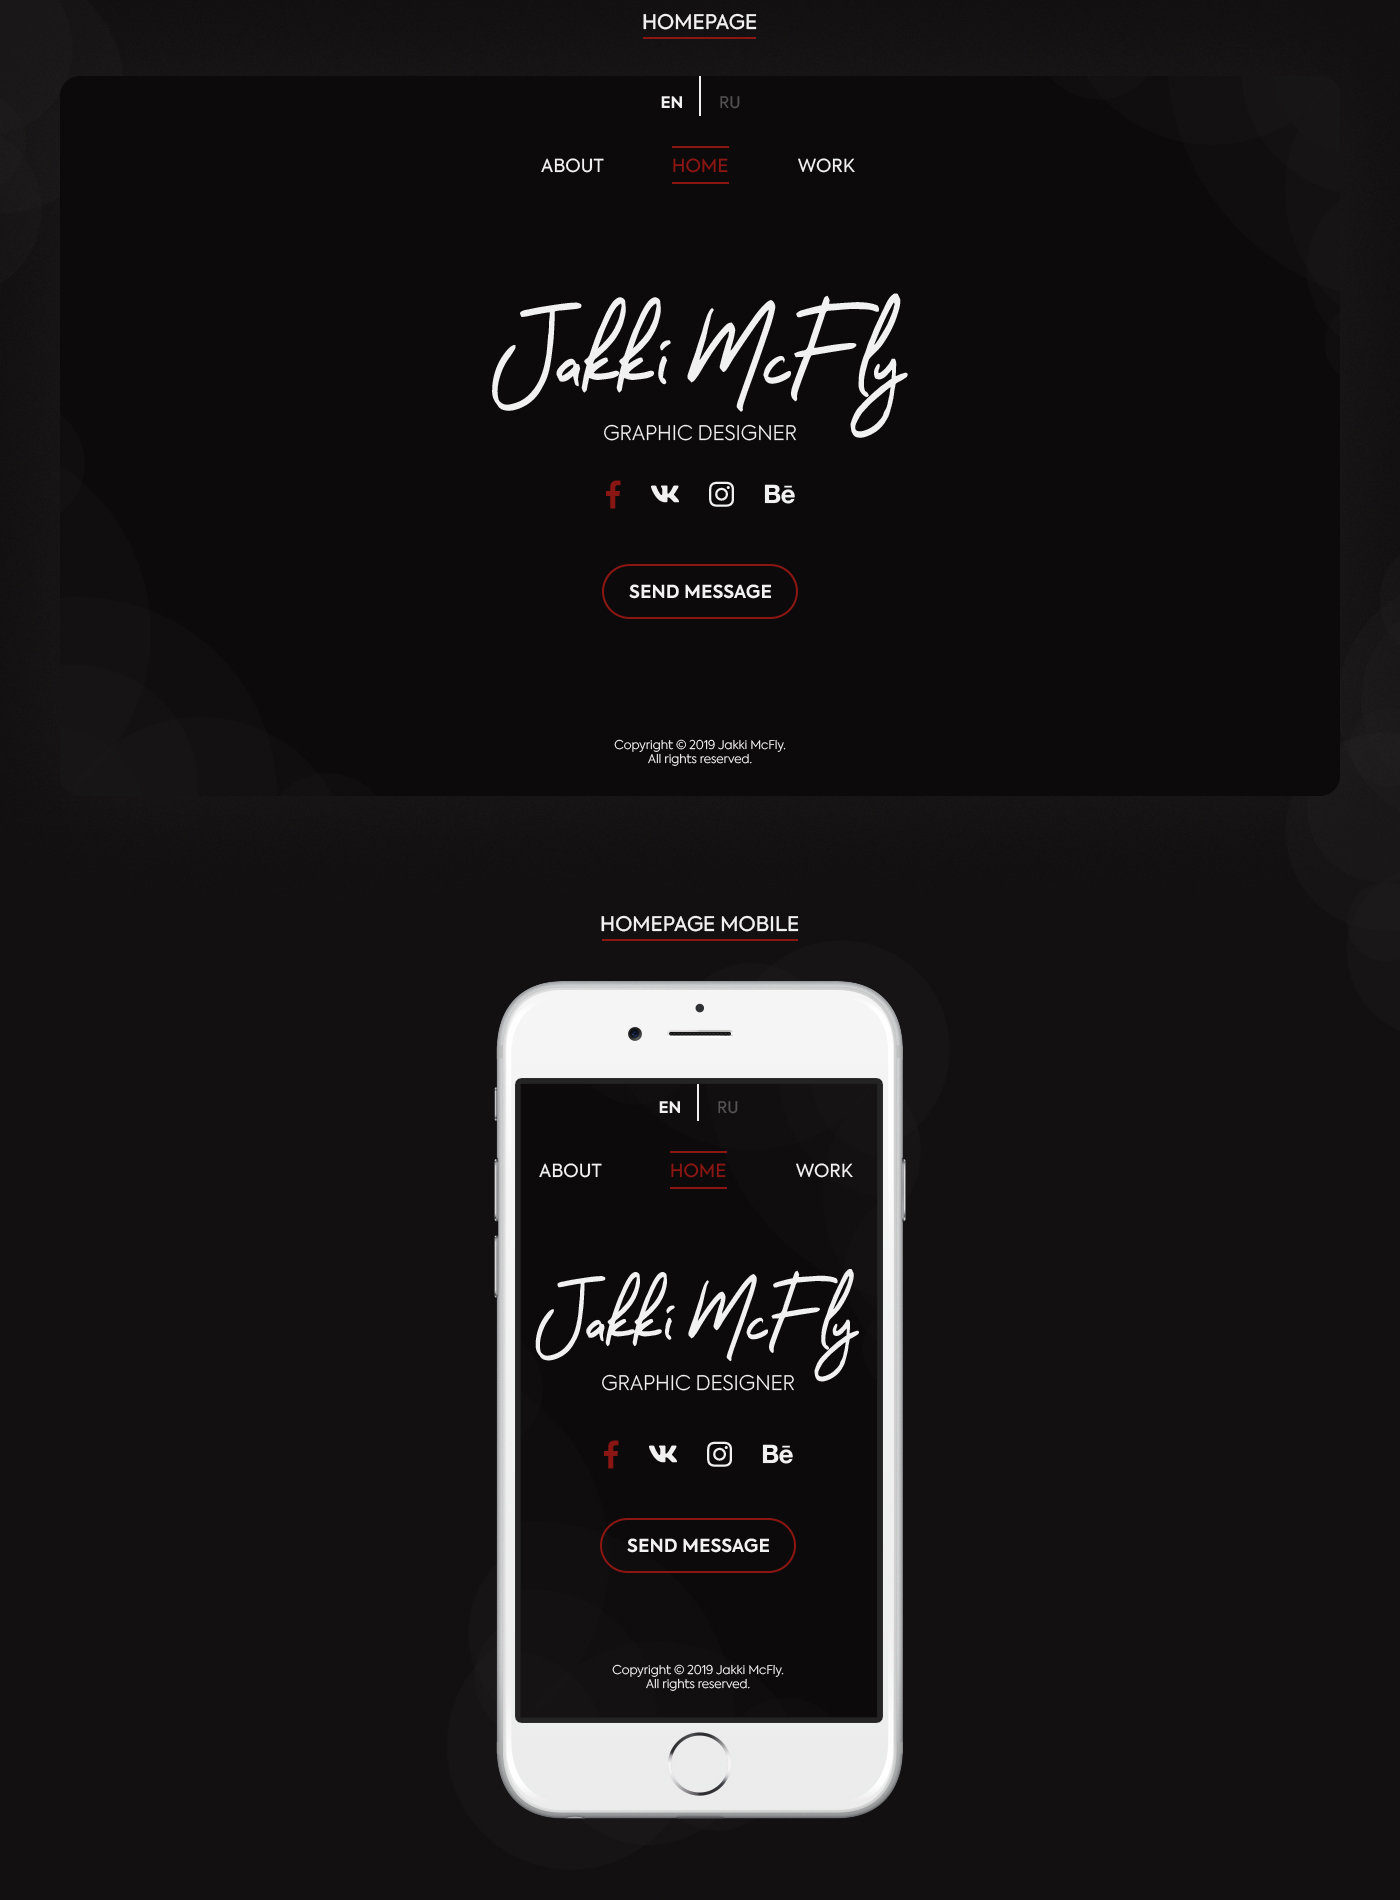 HOMEPAGE
EN RU
ABOUT HOME WORK
Jakki McFly
GRAPHIC DESIGNER
f VK Bē
SEND MESSAGE
Copyright © 2019 Jakki McFly.
All rights reserved.
HOMEPAGE MOBILE
EN RU
ABOUT HOME WORK
Jakki McFly
GRAPHIC DESIGNER
f VK Bē
SEND MESSAGE
Copyright © 2019 Jakki McFly.
All rights reserved.